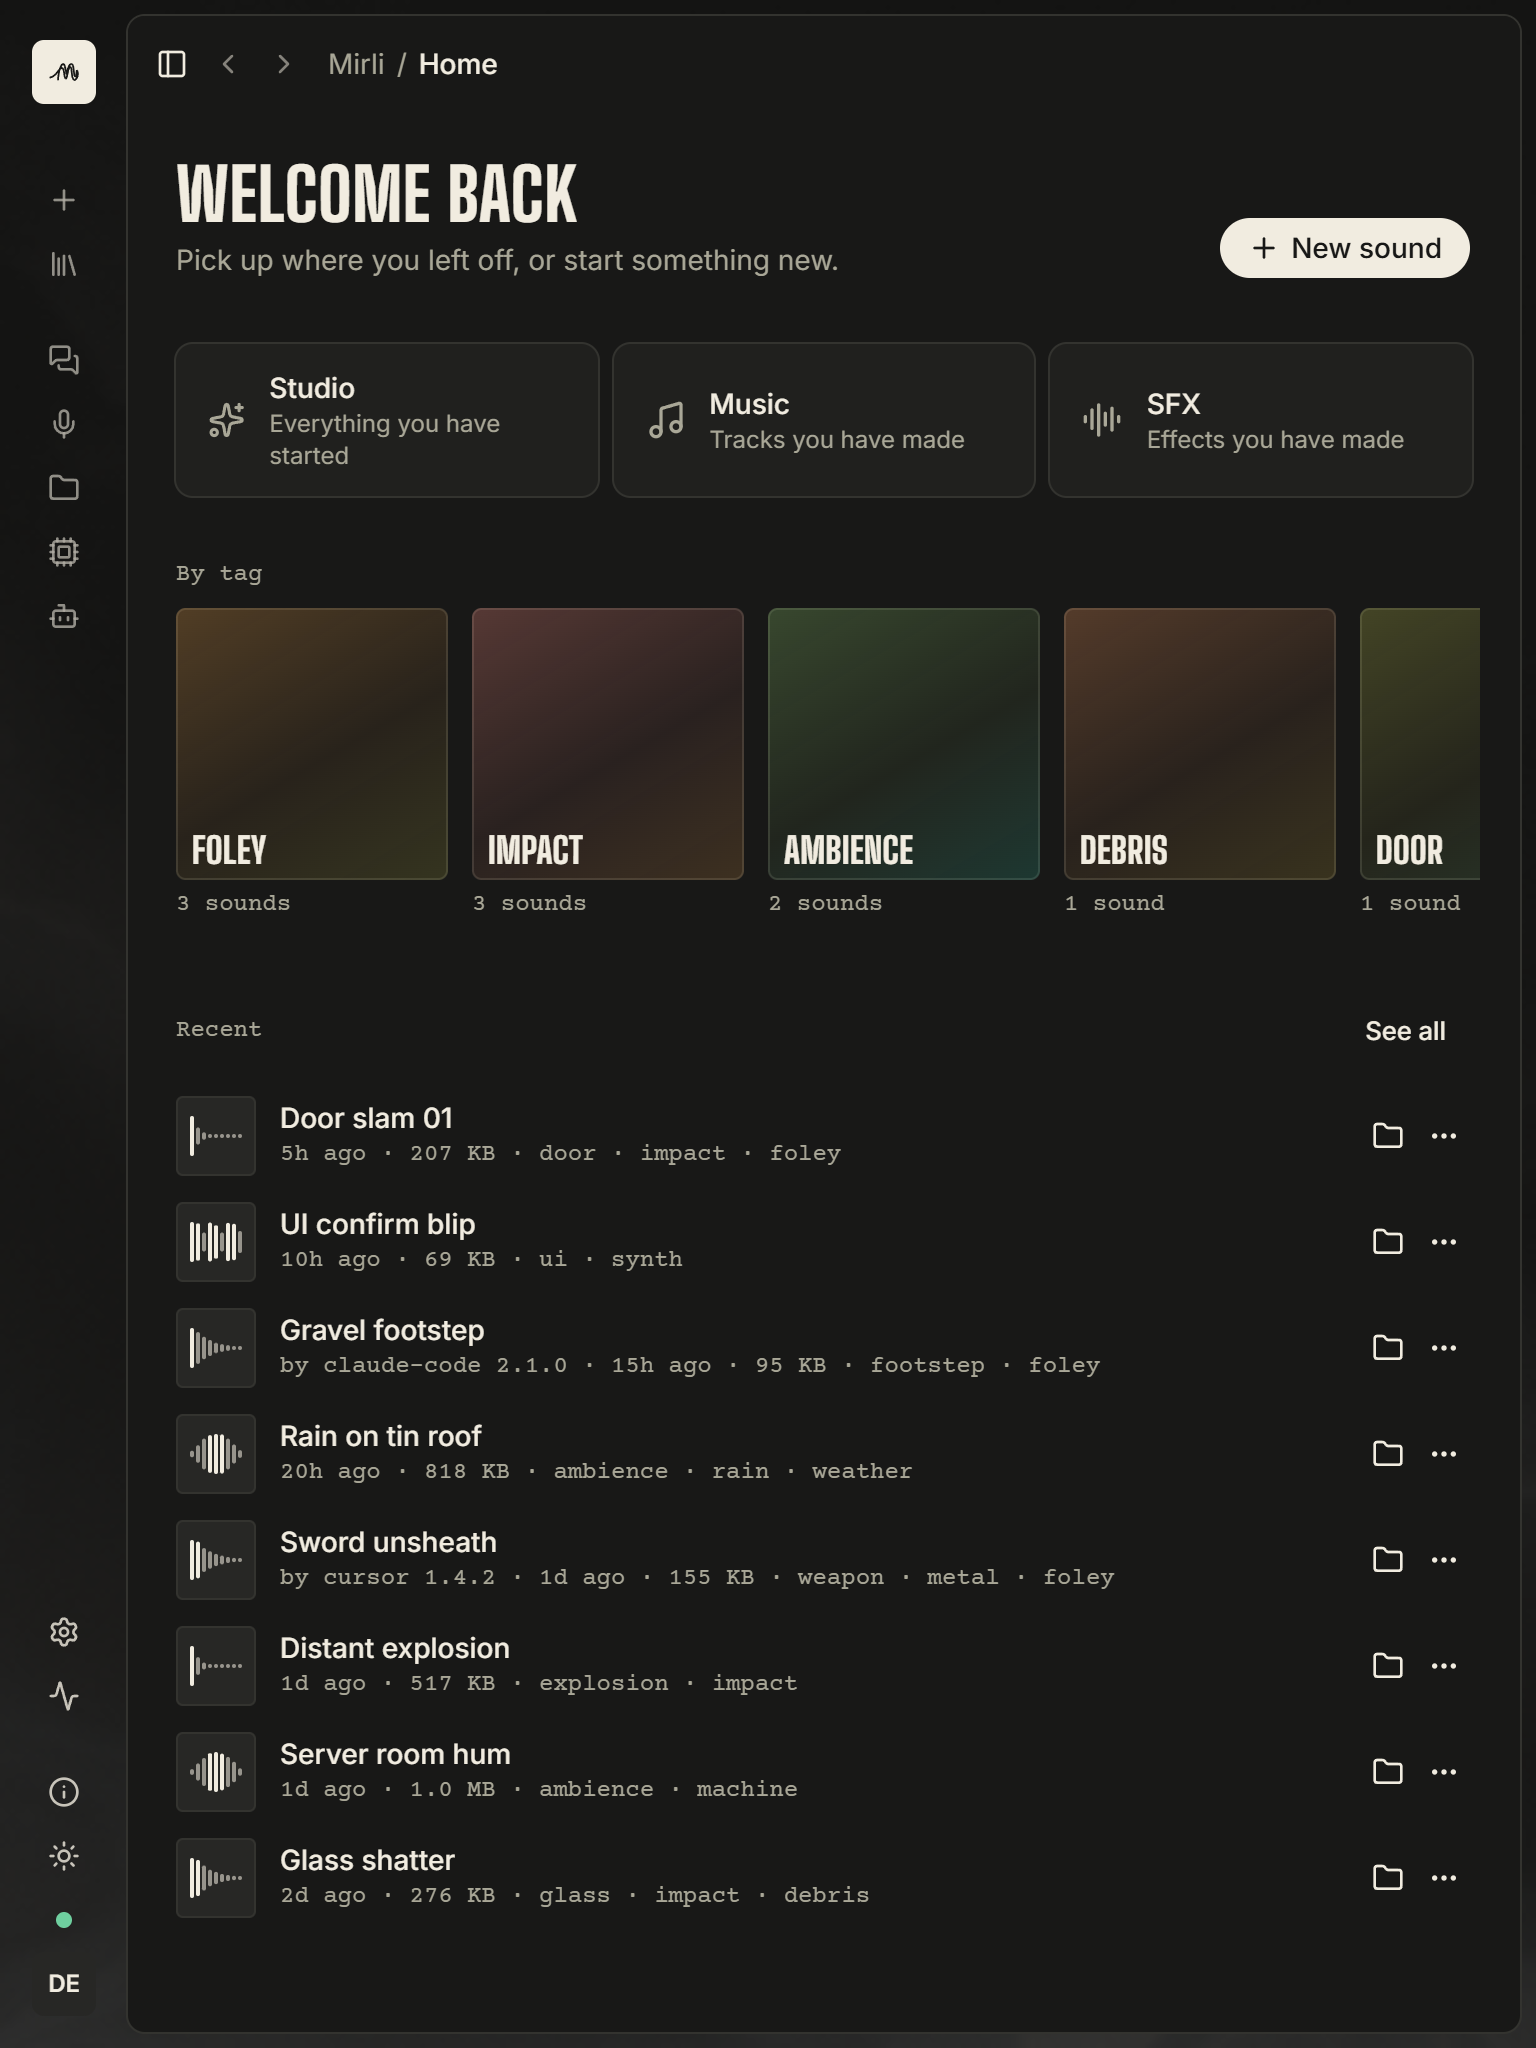 Mirli / Home
WELCOME BACK
Pick up where you left off, or start something new.
New sound
Studio
Everything you have
started
Music
Tracks you have made
SFX
Effects you have made
By tag
FOLEY
IMPACT
AMBIENCE
DEBRIS
DOOR
3 sounds
3 sounds
2 sounds
1 sound
1 sound
Recent
See all
Door slam 01
5h ago · 207 KB · door · impact · foley
UI confirm blip
10h ago · 69 KB · ui · synth
Gravel footstep
by claude-code 2.1.0 · 15h ago · 95 KB · footstep · foley
Rain on tin roof
20h ago · 818 KB · ambience · rain · weather
Sword unsheath
by cursor 1.4.2 · 1d ago · 155 KB · weapon · metal · foley
Distant explosion
1d ago · 517 KB · explosion · impact
Server room hum
1d ago · 1.0 MB · ambience · machine
Glass shatter
2d ago · 276 KB · glass · impact · debris
DE